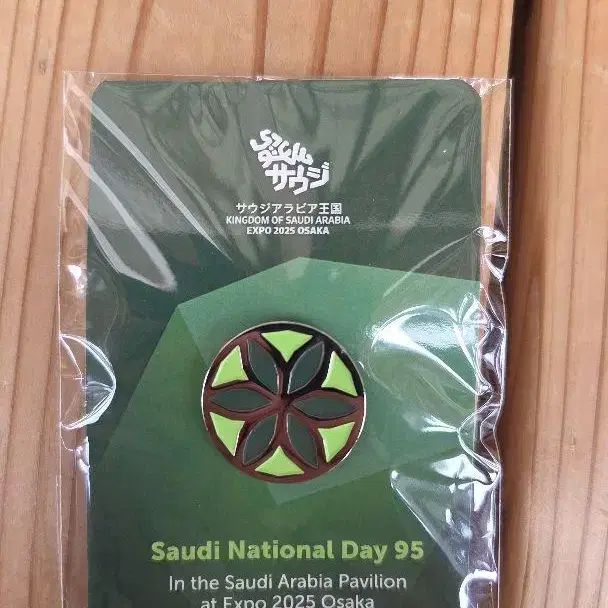 サウジ
サウジアラビア王国
KINGDOM OF SAUDI ARABIA
EXPO 2025 OSAKA
Saudi National Day 95
In the Saudi Arabia Pavilion
at Expo 2025 Osaka